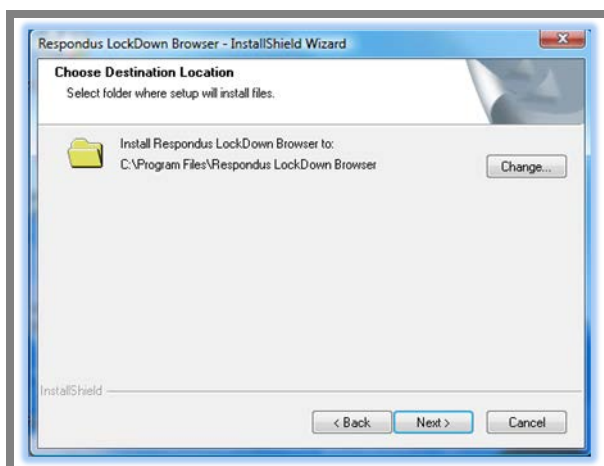 Respondus LockDown Browser - InstallShield Wizard
Choose Destination Location
Select folder where setup will install files.
Install Respondus LockDown Browser to:
C:\Program Files\Respondus LockDown Browser
Change...
InstallShield
< Back Next > Cancel